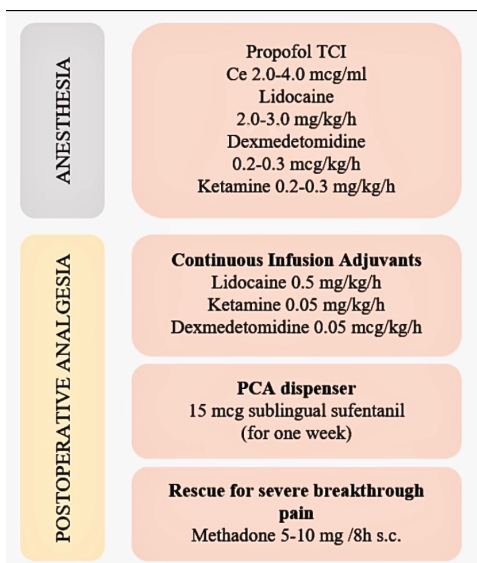 ANESTHESIA
Propofol TCI
Ce 2.0-4.0 mcg/ml
Lidocaine
2.0-3.0 mg/kg/h
Dexmedetomidine
0.2-0.3 mcg/kg/h
Ketamine 0.2-0.3 mg/kg/h
POSTOPERATIVE ANALGESIA
Continuous Infusion Adjuvants
Lidocaine 0.5 mg/kg/h
Ketamine 0.05 mg/kg/h
Dexmedetomidine 0.05 mcg/kg/h
PCA dispenser
15 mcg sublingual sufentanil
(for one week)
Rescue for severe breakthrough
pain
Methadone 5-10 mg /8h s.c.